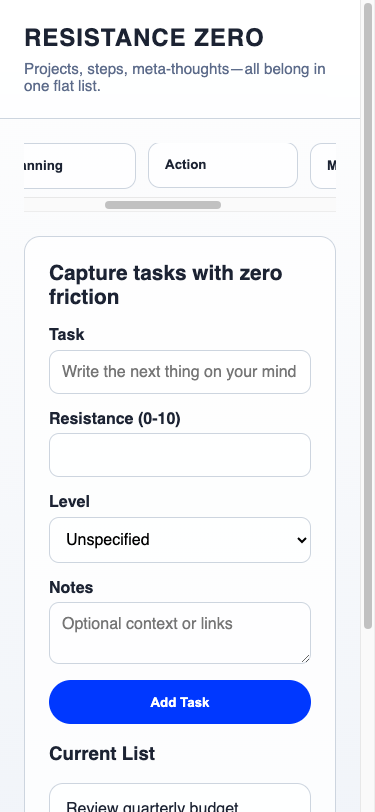 RESISTANCE ZERO
Projects, steps, meta-thoughts—all belong in
one flat list.
Action
Capture tasks with zero
friction
Task
Write the next thing on your mind
Resistance (0-10)
Level
Unspecified
Notes
Optional context or links
Add Task
Current List
Review quarterly budget